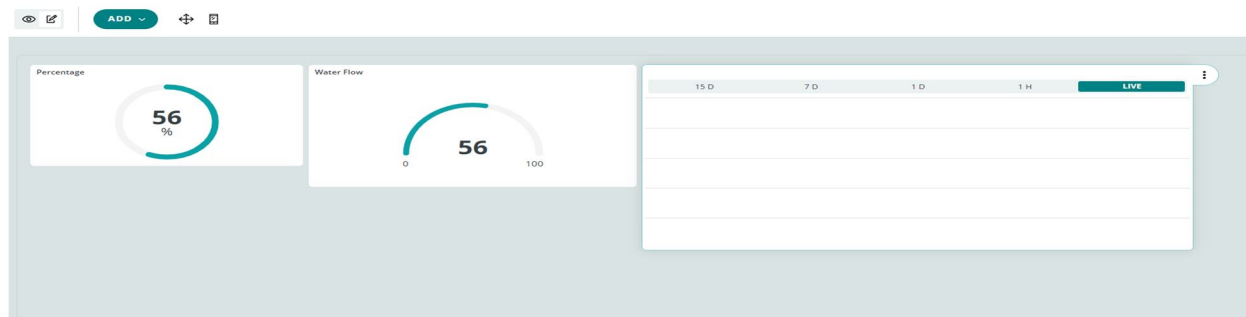 ADD
Percentage
56
%
Water Flow
56
0 100
15 D 7 D 1 D 1 H LIVE